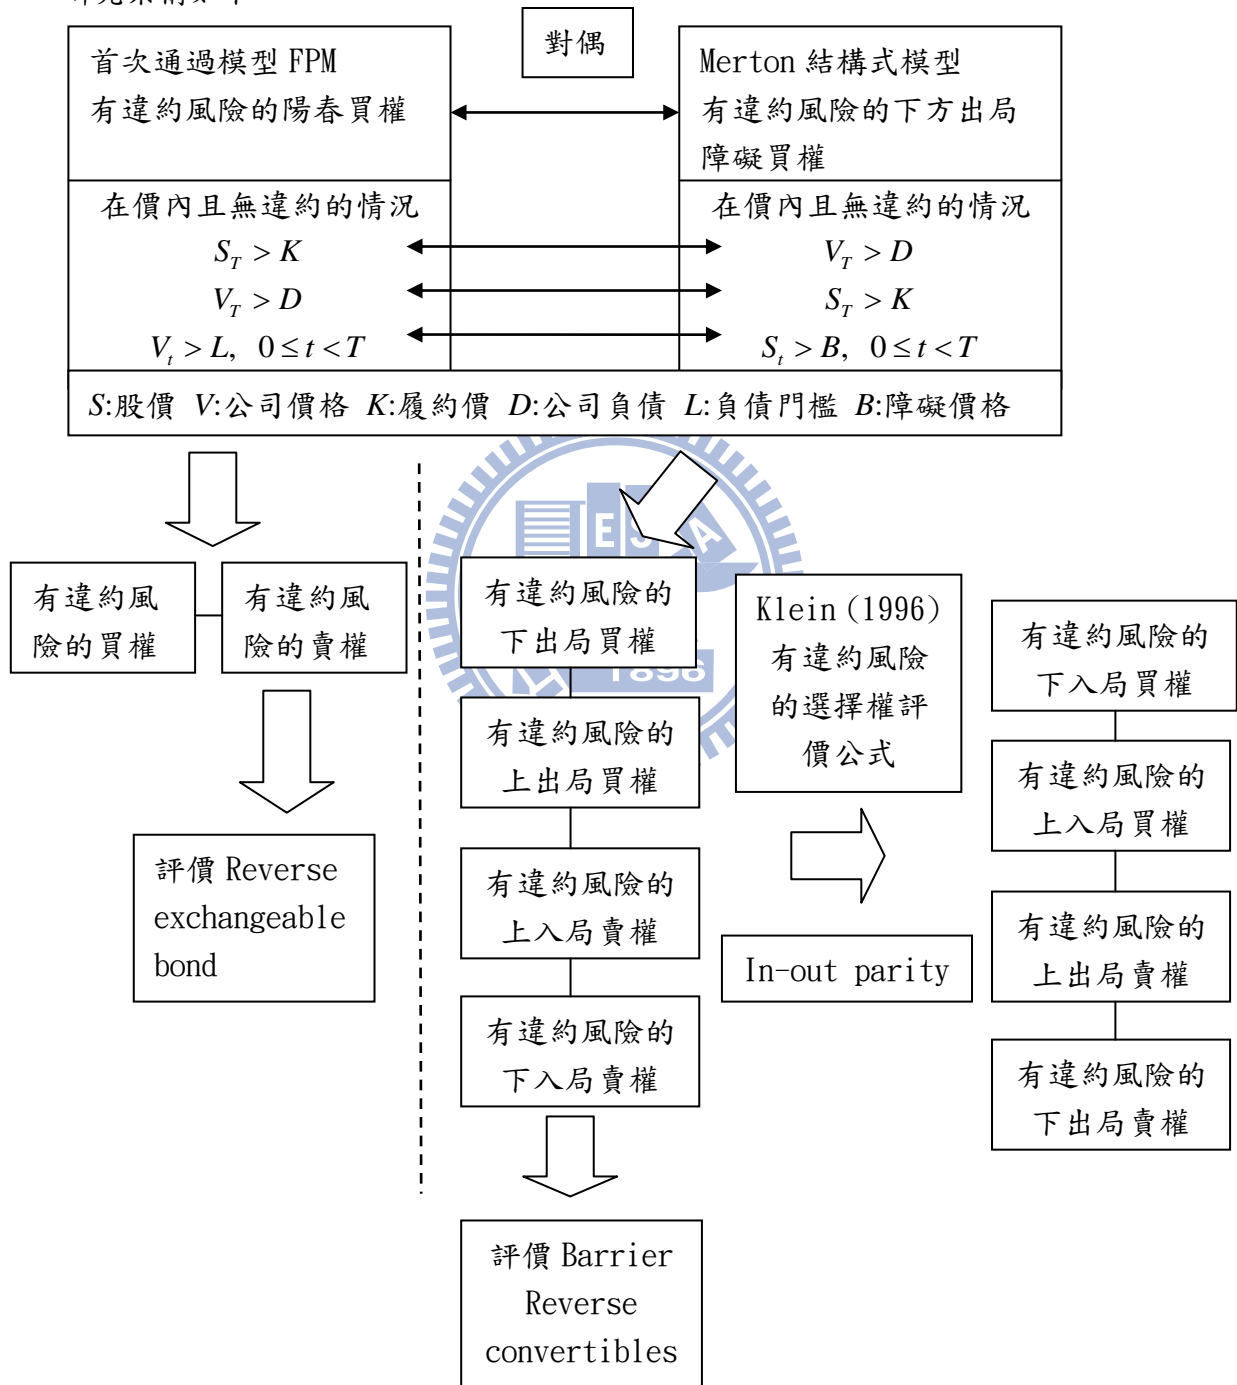 對偶
首次通過模型 FPM
有違約風險的陽春買權
Merton 結構式模型
有違約風險的下方出局
障礙買權
在價內且無違約的情況
S_T > K
V_T > D
V_t > L, 0 ≤ t < T
在價內且無違約的情況
V_T > D
S_T > K
S_t > B, 0 ≤ t < T
S:股價 V:公司價格 K:履約價 D:公司負債 L:負債門檻 B:障礙價格
有違約風
險的買權
有違約風
險的賣權
評價 Reverse
exchangeable
bond
有違約風險的
下出局買權
有違約風險的
上出局買權
有違約風險的
上入局賣權
有違約風險的
下入局賣權
評價 Barrier
Reverse
convertibles
Klein(1996)
有違約風險
的選擇權評
價公式
In-out parity
有違約風險的
下入局買權
有違約風險的
上入局買權
有違約風險的
上出局賣權
有違約風險的
下出局賣權
E S A
1896